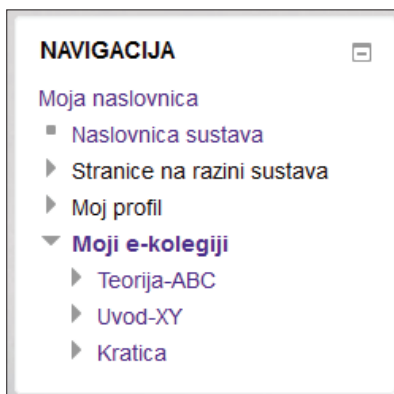 NAVIGACIJA
Moja naslovnica
Naslovnica sustava
Stranice na razini sustava
Moj profil
Moji e-kolegiji
Teorija-ABC
Uvod-XY
Kratica